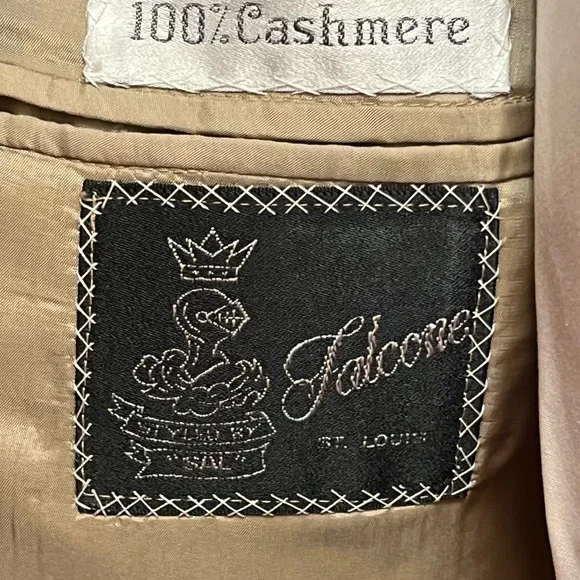 100% Cashmere
Falcone
ST. LOUIS
STYLED BY
"SAL"